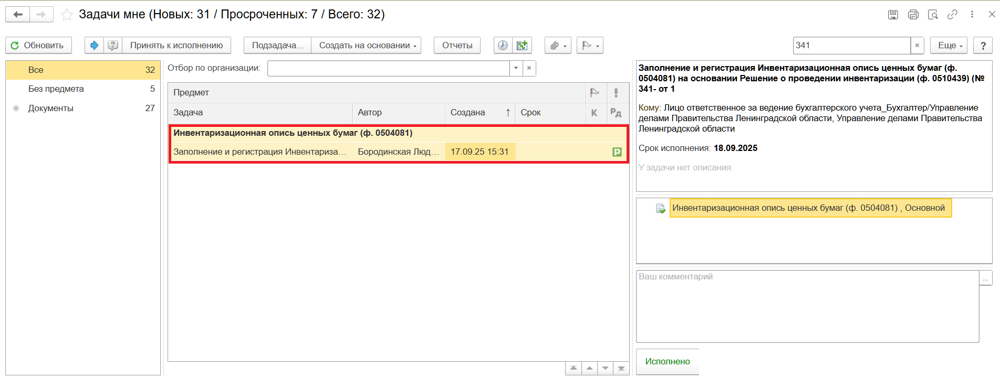 Задачи мне (Новых: 31 / Просроченных: 7 / Всего: 32)
Обновить
Принять к исполнению
Подзадача...
Создать на основании
Отчеты
341
Еще
?
Все 32
Без предмета 5
Документы 27
Отбор по организации:
Предмет
Задача Автор Создана ↑ Срок К Рд
Инвентаризационная опись ценных бумаг (ф. 0504081)
Заполнение и регистрация Инвентариза... Бородинская Люд... 17.09.25 15:31 P
Заполнение и регистрация Инвентаризационная опись ценных бумаг (ф.
0504081) на основании Решение о проведении инвентаризации (ф. 0510439) (№
341- от 1
Кому: Лицо ответственное за ведение бухгалтерского учета_Бухгалтер/Управление
делами Правительства Ленинградской области, Управление делами Правительства
Ленинградской области
Срок исполнения: 18.09.2025
У задачи нет описания.
Инвентаризационная опись ценных бумаг (ф. 0504081) , Основной
Ваш комментарий
...
Исполнено